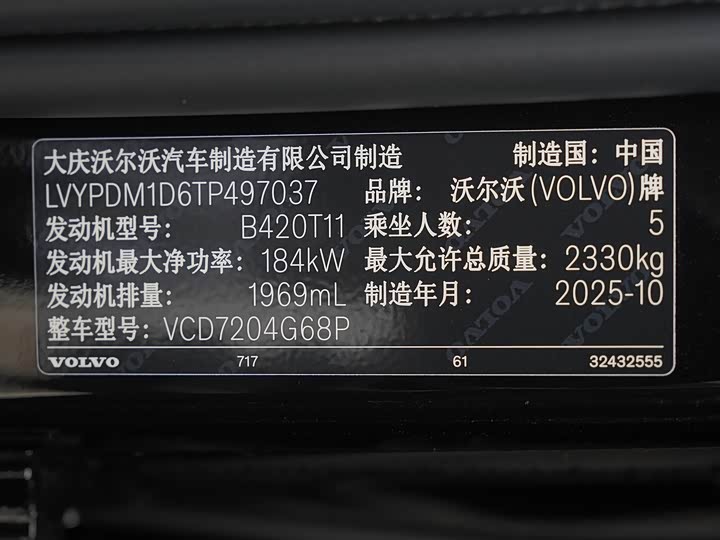 大庆沃尔沃汽车制造有限公司制造 制造国：中国
LVYPDM1D6TP497037 品牌：沃尔沃(VOLVO)牌
发动机型号：B420T11 乘坐人数：5
发动机最大净功率：184kW 最大允许总质量：2330kg
发动机排量：1969mL 制造年月：2025-10
整车型号：VCD7204G68P
VOLVO 717 61 32432555